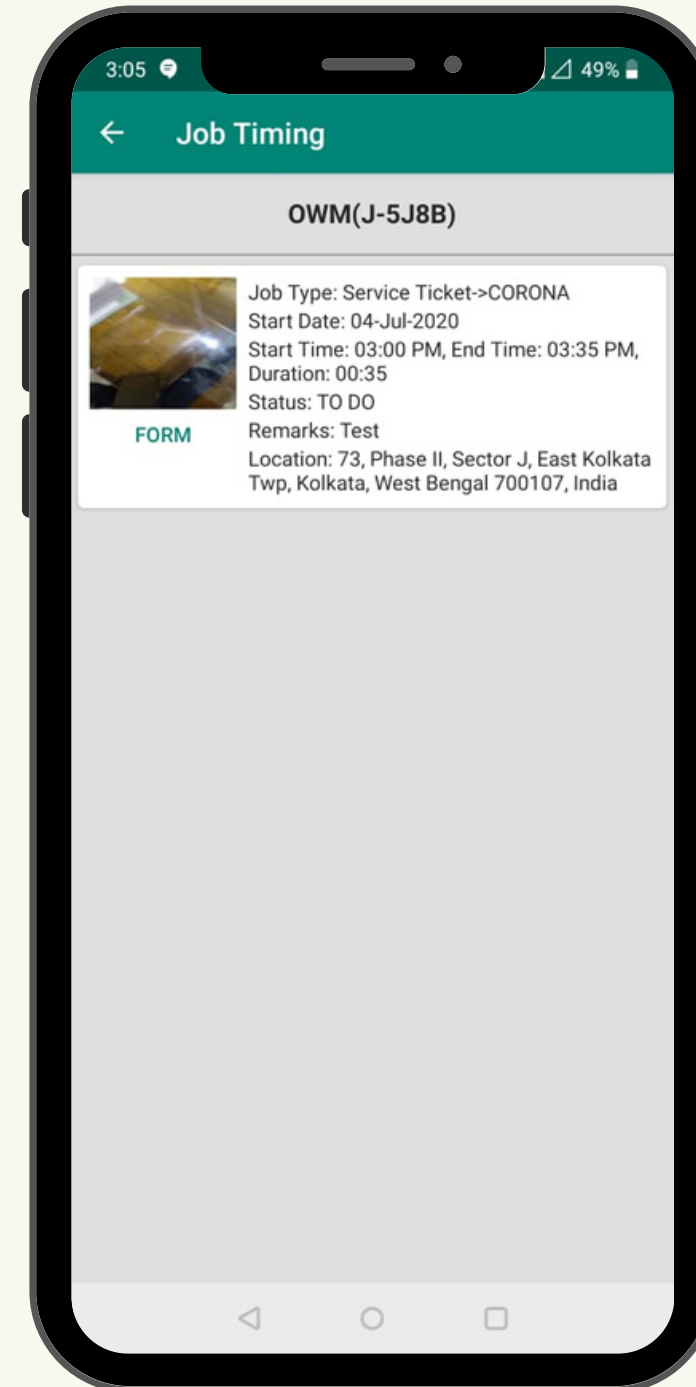 3:05 49%
Job Timing
OWM(J-5J8B)
Job Type: Service Ticket->CORONA
Start Date: 04-Jul-2020
Start Time: 03:00 PM, End Time: 03:35 PM,
Duration: 00:35
Status: TO DO
FORM
Remarks: Test
Location: 73, Phase II, Sector J, East Kolkata
Twp, Kolkata, West Bengal 700107, India